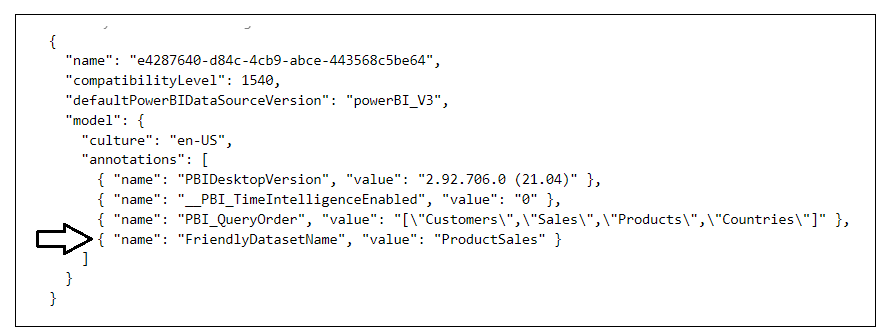 {
"name": "e4287640-d84c-4cb9-abce-443568c5be64",
"compatibilityLevel": 1540,
"defaultPowerBIDataSourceVersion": "powerBI_V3",
"model": {
"culture": "en-US",
"annotations": [
{ "name": "PBIDesktopVersion", "value": "2.92.706.0 (21.04)" },
{ "name": "__PBI_TimeIntelligenceEnabled", "value": "0" },
{ "name": "PBI_QueryOrder", "value": "[\"Customers\",\"Sales\",\"Products\",\"Countries\"]" },
{ "name": "FriendlyDatasetName", "value": "ProductSales" }
]
}
}